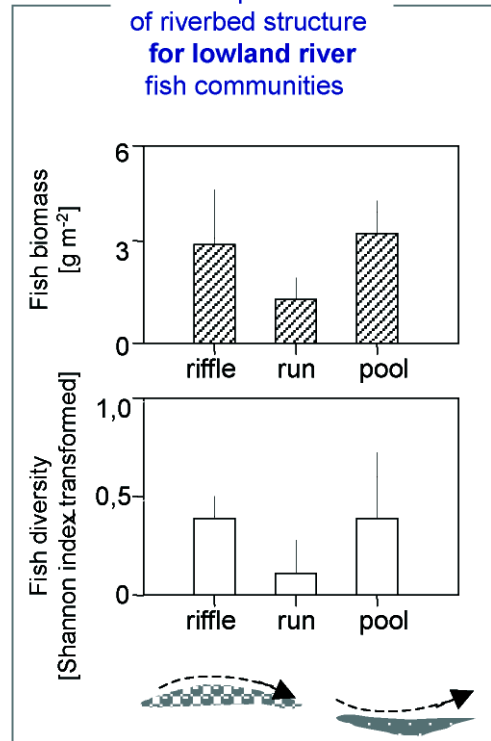 of riverbed structure
for lowland river
fish communities
Fish biomass
[g m-2]
6
3
0
riffle run pool
Fish diversity
[Shannon index transformed]
1,0
0,5
0
riffle run pool